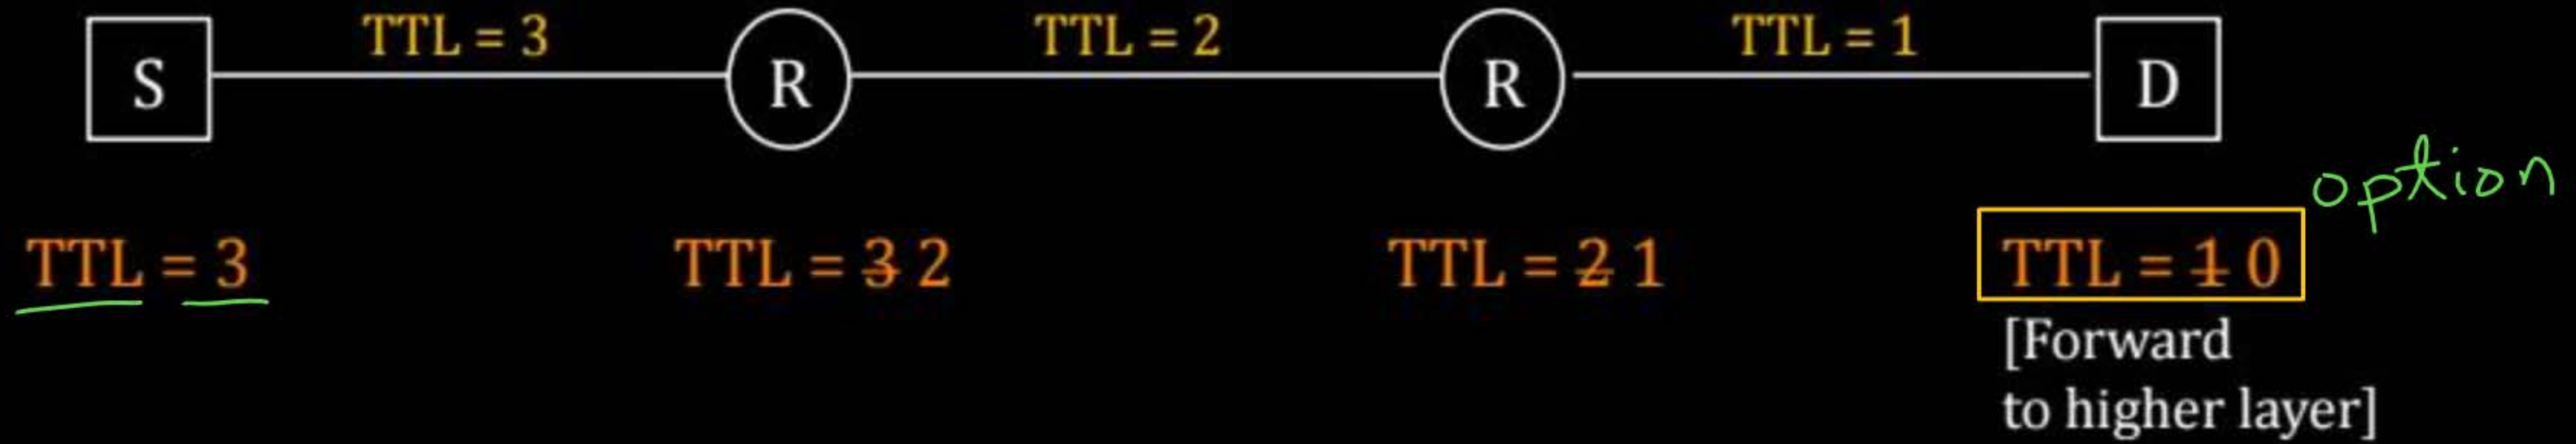 TTL = 3 TTL = 2 TTL = 1
S R R D
option
TTL = 3 TTL = 3 2 TTL = 2 1 TTL = 1 0
[Forward
to higher layer]